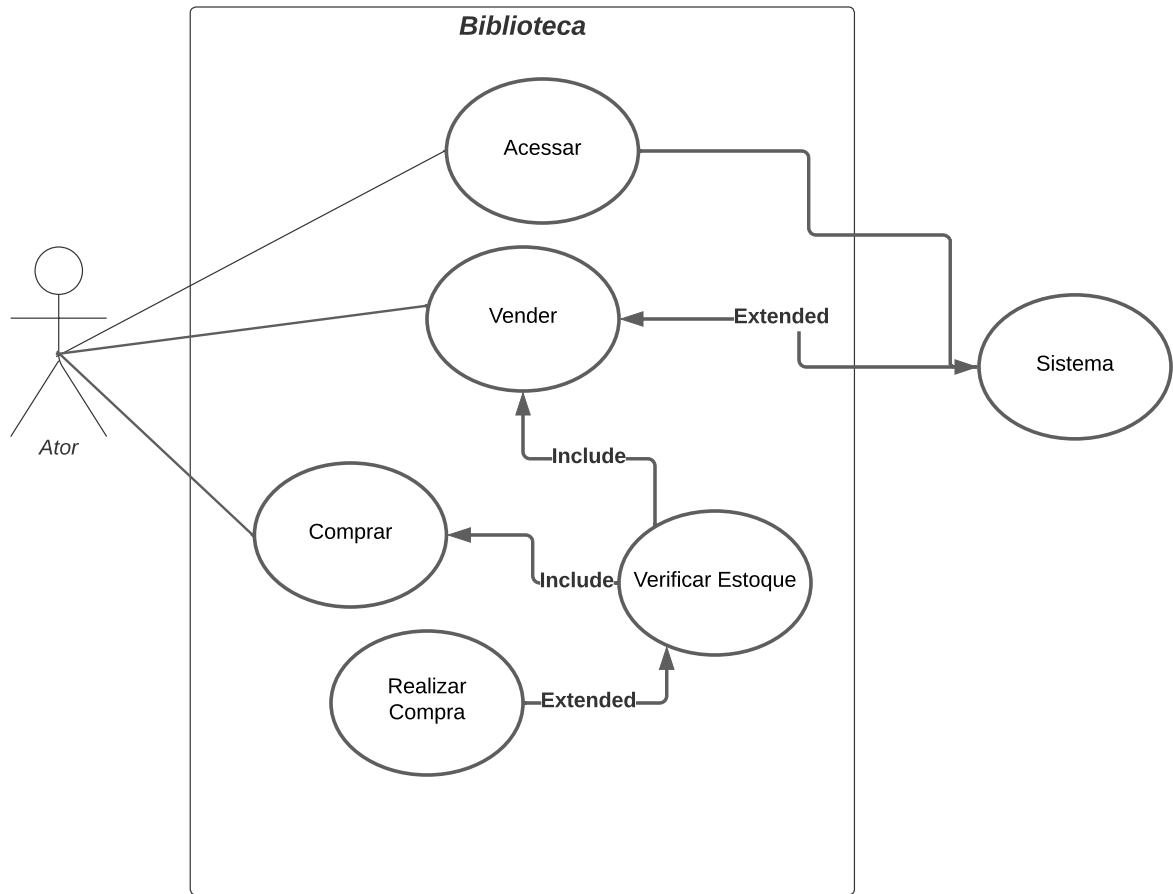 Biblioteca
Acessar
Vender
Extended
Sistema
Ator
Include
Comprar
Include
Verificar Estoque
Realizar
Compra
Extended